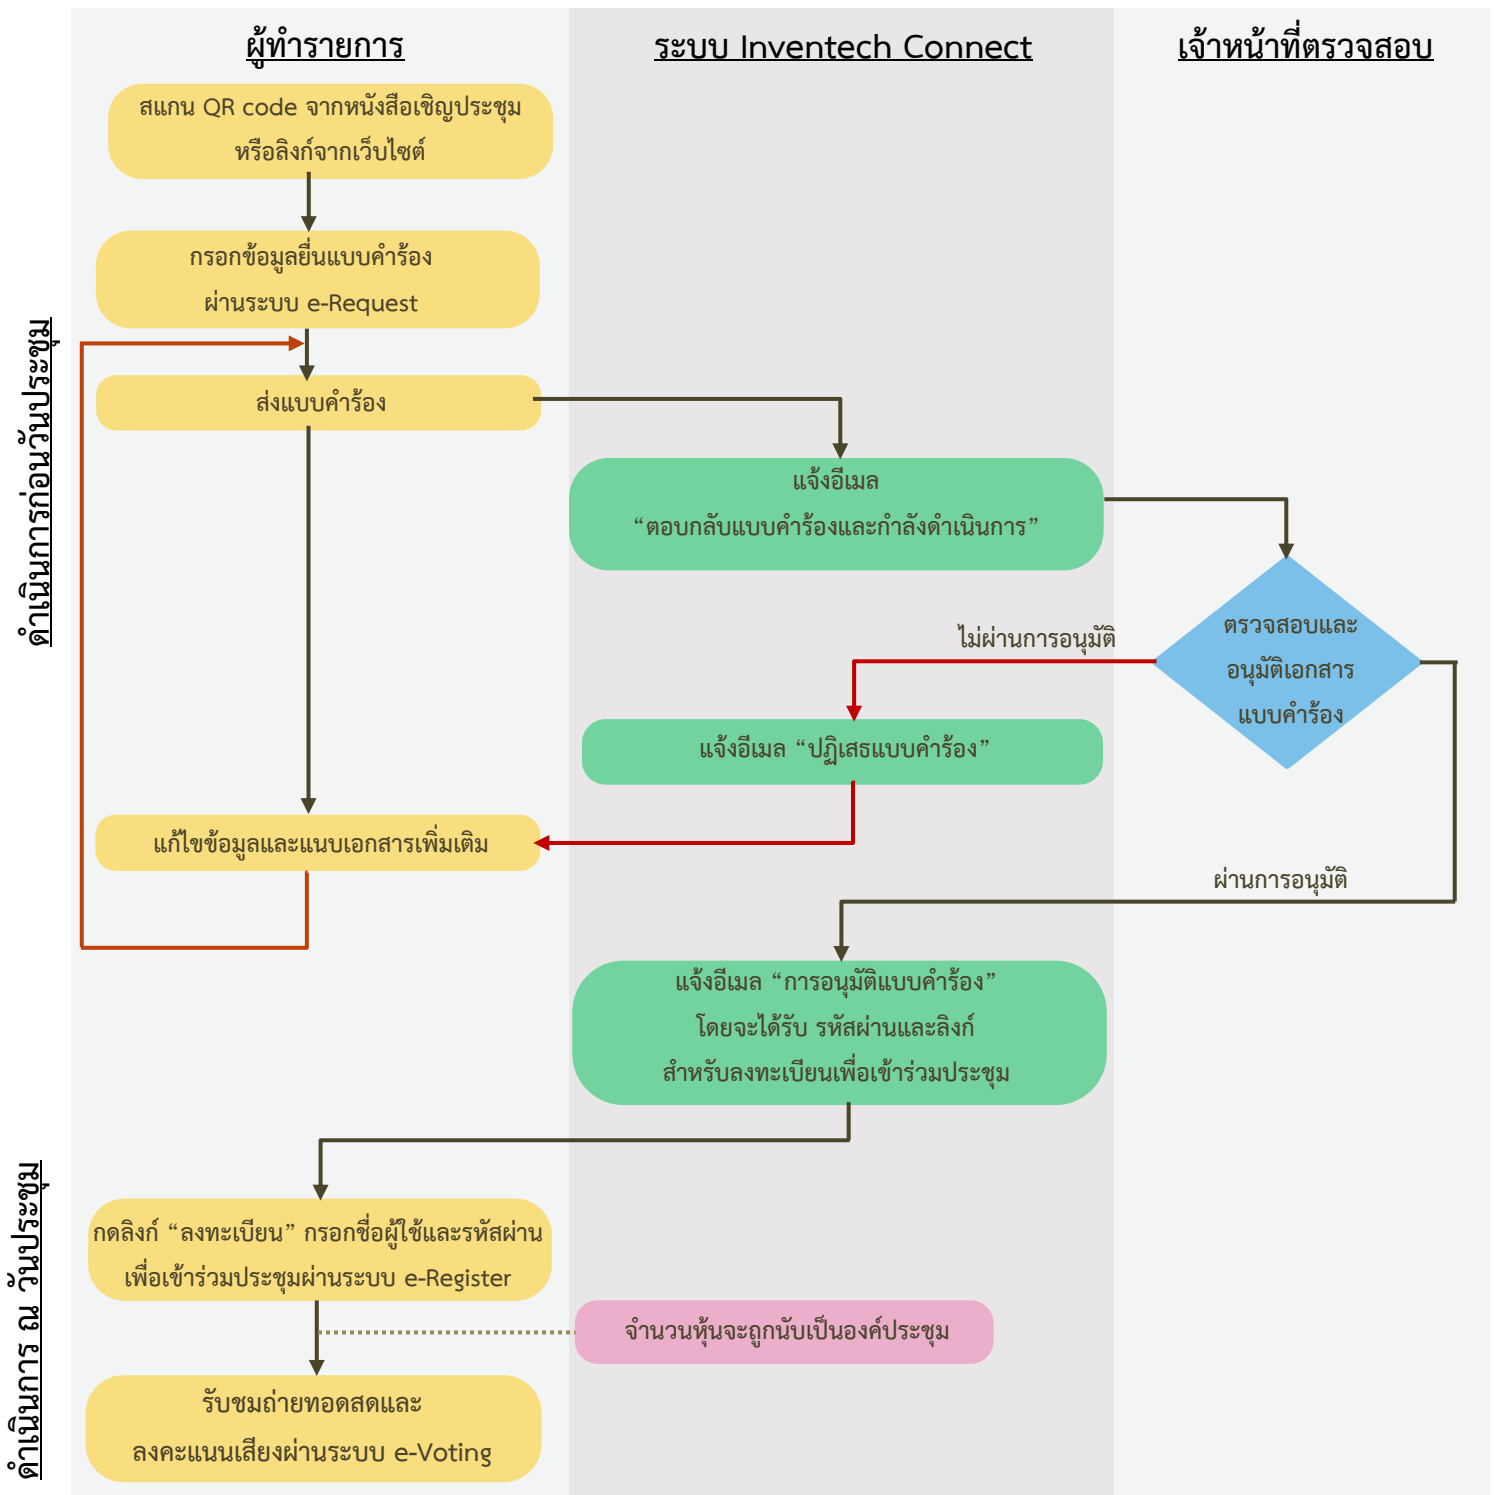 ผู้ทำรายการ
ระบบ Inventech Connect
เจ้าหน้าที่ตรวจสอบ
ดำเนินการก่อนวันประชุม
สแกน QR code จากหนังสือเชิญประชุม
หรือลิงก์จากเว็บไซต์
กรอกข้อมูลยื่นแบบคำร้อง
ผ่านระบบ e-Request
ส่งแบบคำร้อง
แจ้งอีเมล
“ตอบกลับแบบคำร้องและกำลังดำเนินการ”
ตรวจสอบและ
อนุมัติเอกสาร
แบบคำร้อง
ไม่ผ่านการอนุมัติ
แจ้งอีเมล “ปฏิเสธแบบคำร้อง”
แก้ไขข้อมูลและแนบเอกสารเพิ่มเติม
ผ่านการอนุมัติ
แจ้งอีเมล “การอนุมัติแบบคำร้อง”
โดยจะได้รับ รหัสผ่านและลิงก์
สำหรับลงทะเบียนเพื่อเข้าร่วมประชุม
ดำเนินการ ณ วันประชุม
กดลิงก์ “ลงทะเบียน” กรอกชื่อผู้ใช้และรหัสผ่าน
เพื่อเข้าร่วมประชุมผ่านระบบ e-Register
จำนวนหุ้นจะถูกนับเป็นองค์ประชุม
รับชมถ่ายทอดสดและ
ลงคะแนนเสียงผ่านระบบ e-Voting